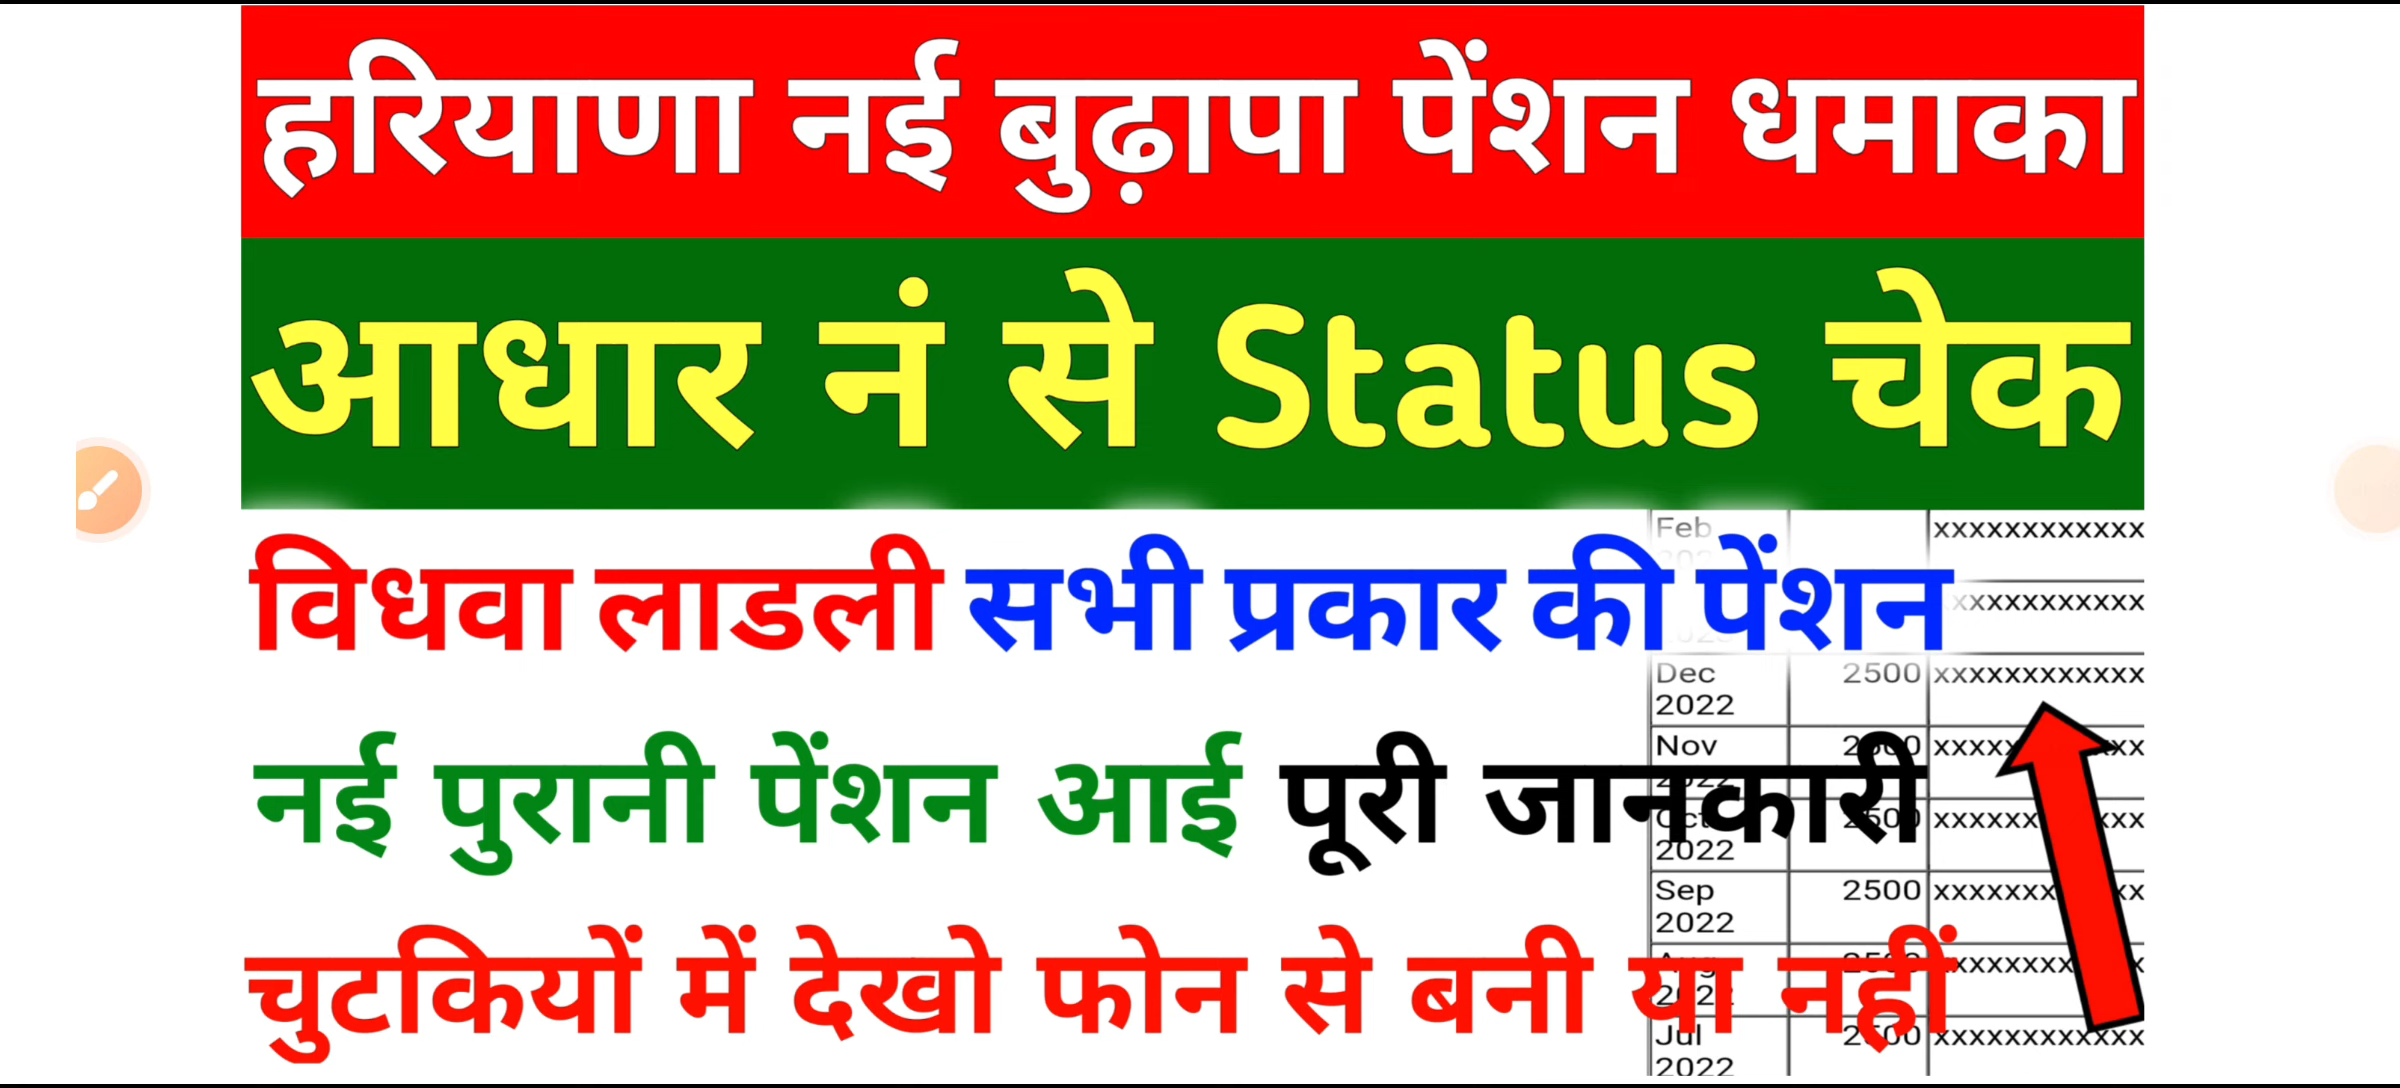 हरियाणा नई बुढ़ापा पेंशन धमाका
आधार नं से Status चेक
विधवा लाडली सभी प्रकार की पेंशन
नई पुरानी पेंशन आई पूरी जानकारी
चुटकियों में देखो फोन से बनी या नहीं
Feb xxxxxxxxxxxx
xxxxxxxxxxx
Dec 2500 xxxxxxxxxxxx
2022
Nov
2022
Sep 2500
2022
Jul xxxxxxxxxxxx
2022